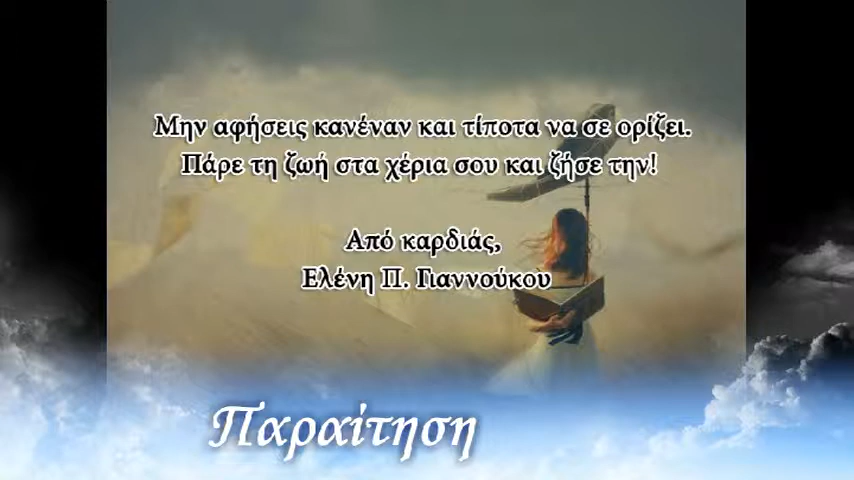 Μην αφήσεις κανέναν και τίποτα να σε ορίζει.
Πάρε τη ζωή στα χέρια σου και ζήσε την!
Από καρδιάς,
Ελένη Π. Γιαννούκου
Παραίτηση